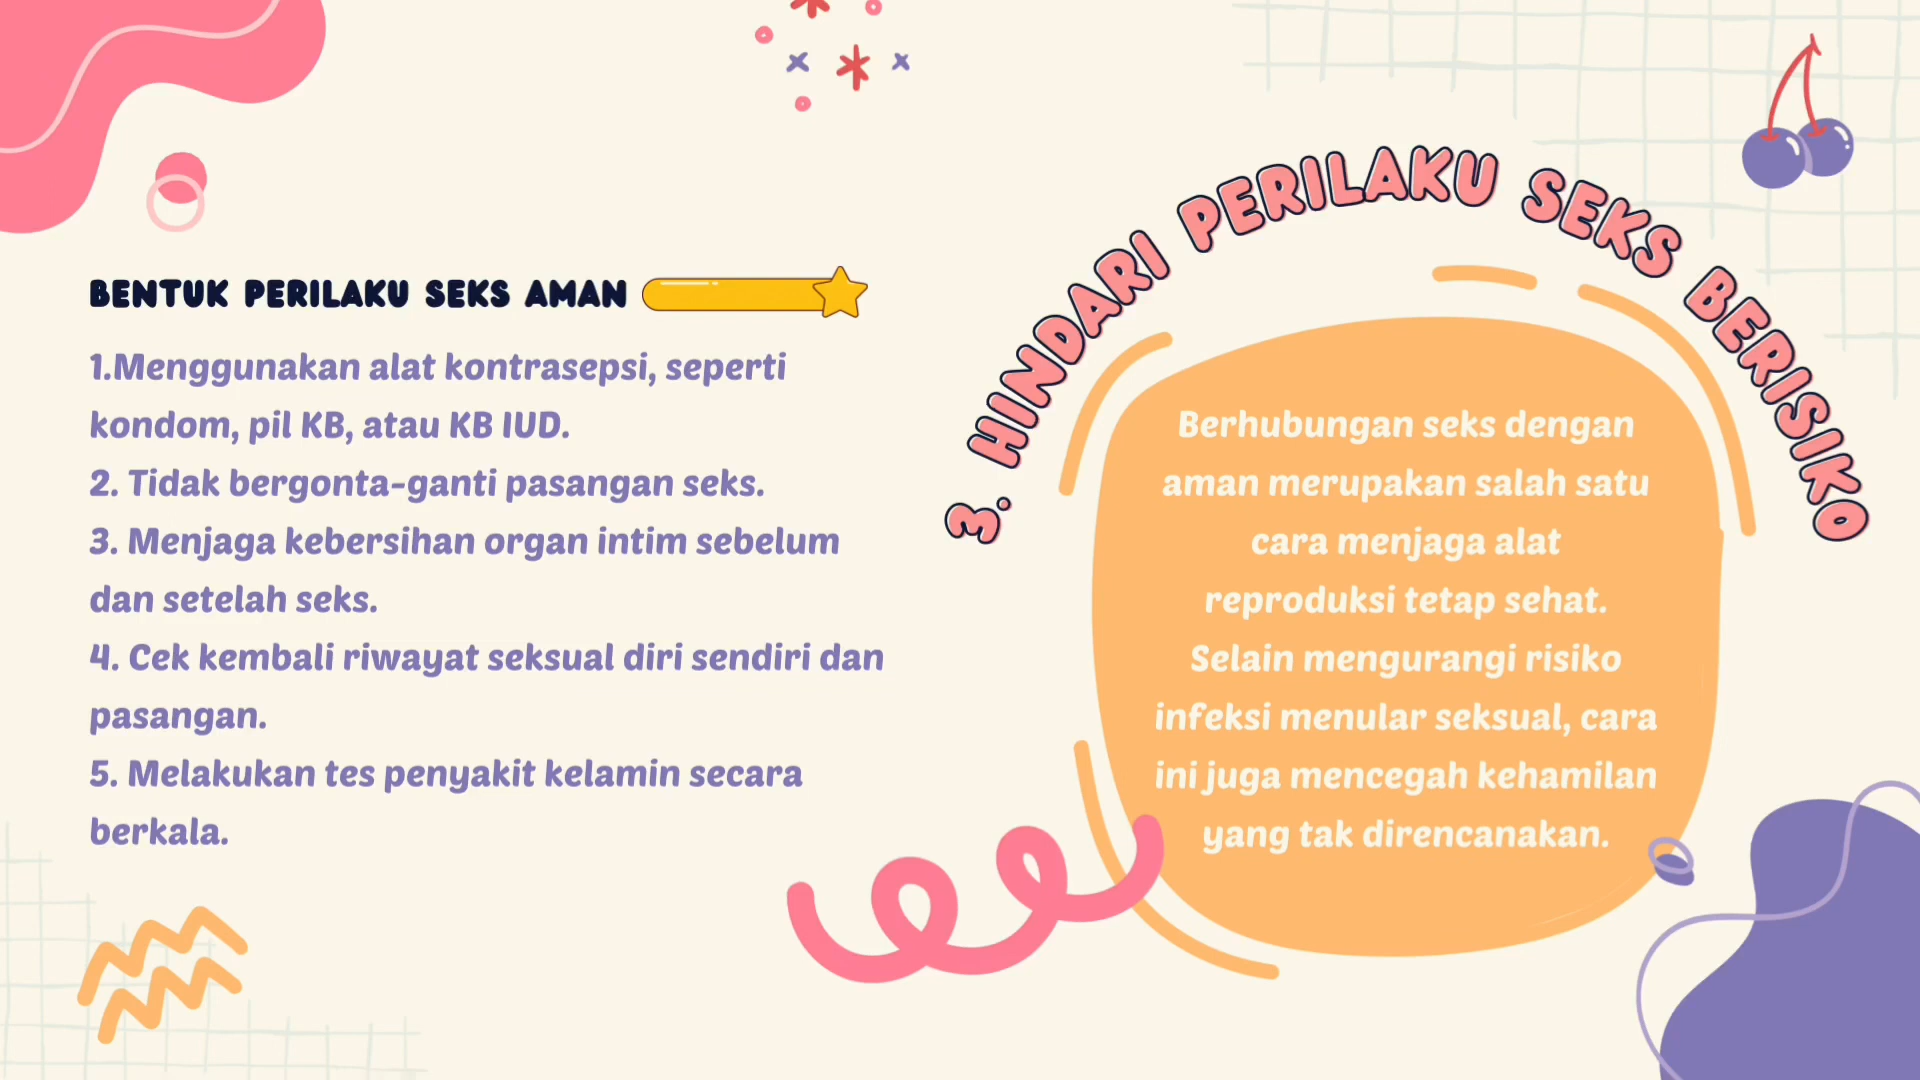 BENTUK PERILAKU SEKS AMAN
1.Menggunakan alat kontrasepsi, seperti
kondom, pil KB, atau KB IUD.
2. Tidak bergonta-ganti pasangan seks.
3. Menjaga kebersihan organ intim sebelum
dan setelah seks.
4. Cek kembali riwayat seksual diri sendiri dan
pasangan.
5. Melakukan tes penyakit kelamin secara
berkala.
3. HINDARI PERILAKU SEKS BERISIKO
Berhubungan seks dengan
aman merupakan salah satu
cara menjaga alat
reproduksi tetap sehat.
Selain mengurangi risiko
infeksi menular seksual, cara
ini juga mencegah kehamilan
yang tak direncanakan.